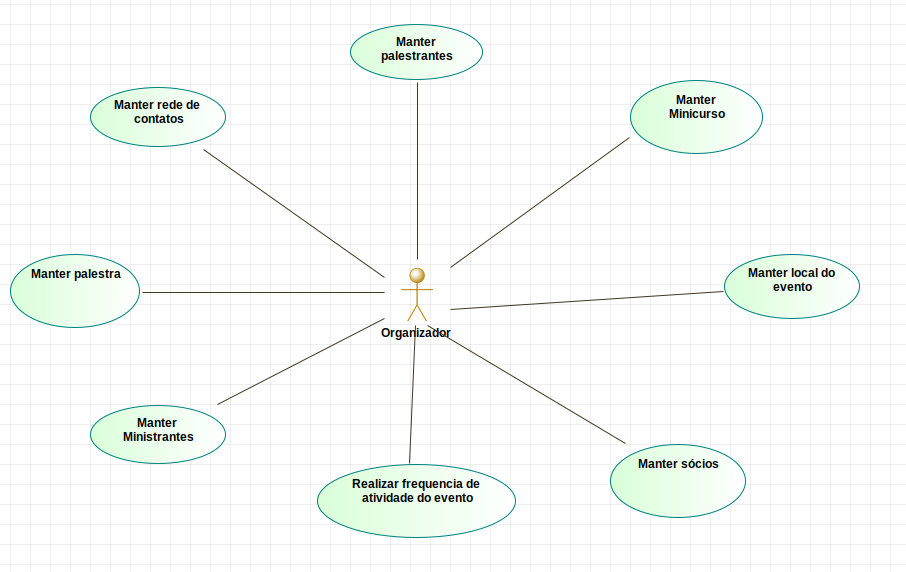 Manter
palestrantes
Manter rede de
contatos
Manter
Minicurso
Manter palestra
Manter local do
evento
Organizador
Manter
Ministrantes
Manter sócios
Realizar frequencia de
atividade do evento